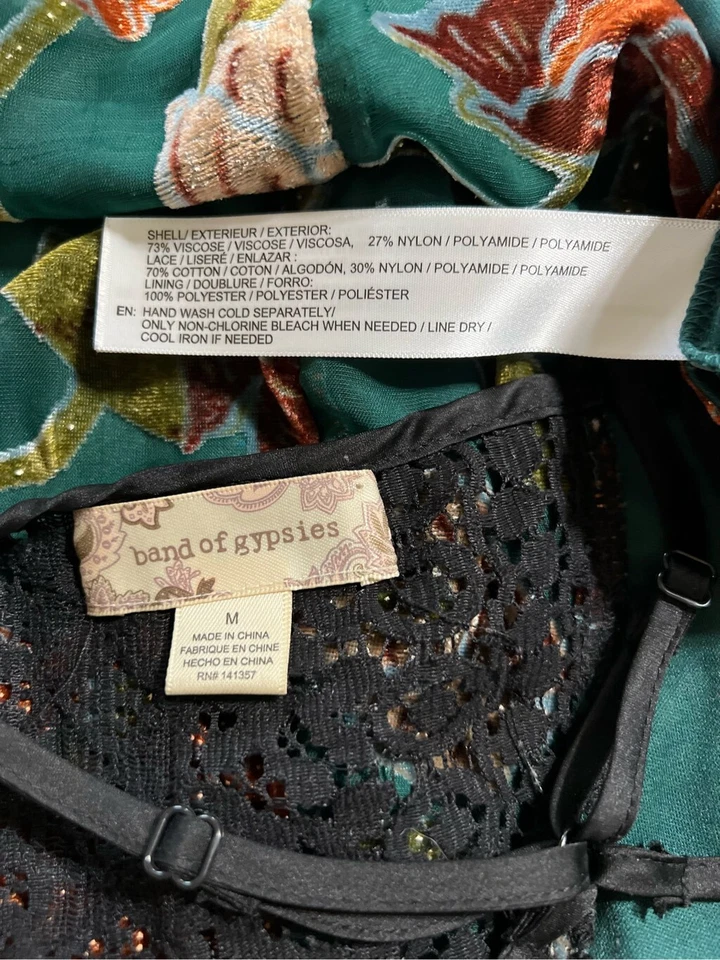 SHELL/ EXTERIEUR / EXTERIOR:
73% VISCOSE / VISCOSE / VISCOSA, 27% NYLON / POLYAMIDE / POLYAMIDE
LACE / LISERÉ / ENLAZAR :
70% COTTON / COTON / ALGODÓN, 30% NYLON / POLYAMIDE / POLYAMIDE
LINING / DOUBLURE / FORRO:
100% POLYESTER / POLYESTER / POLIÉSTER
EN: HAND WASH COLD SEPARATELY/
ONLY NON-CHLORINE BLEACH WHEN NEEDED / LINE DRY /
COOL IRON IF NEEDED
band of gypsies
M
MADE IN CHINA
FABRIQUE EN CHINE
HECHO EN CHINA
RN# 141357